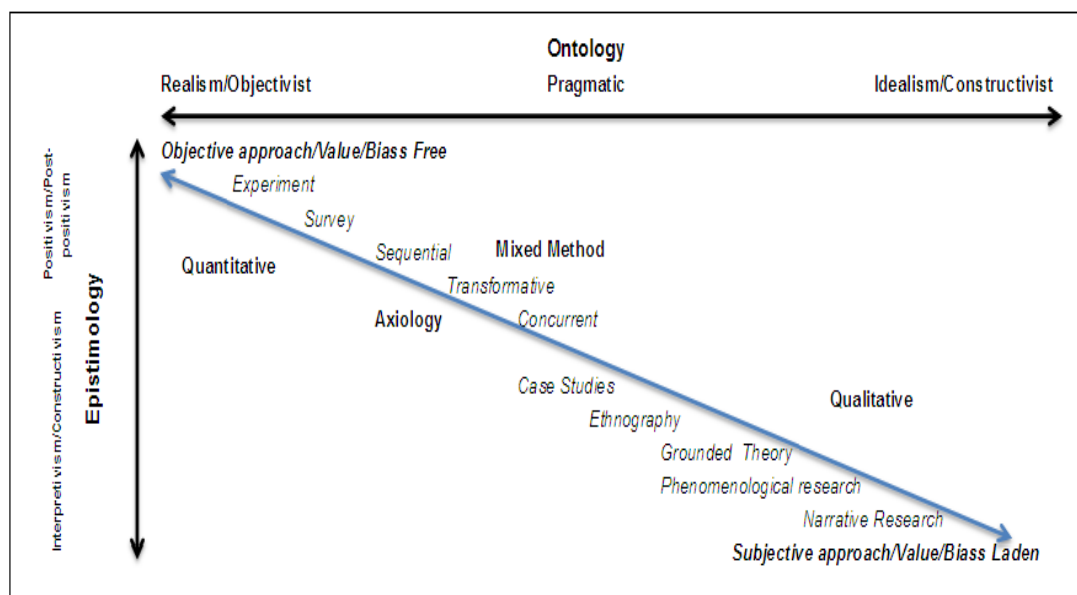 Ontology
Realism/Objectivist Pragmatic Idealism/Constructivist
Objective approach/Value/Biass Free
Experiment
Survey
Sequential Mixed Method
Quantitative
Transformative
Axiology Concurrent
Case Studies Qualitative
Ethnography
Grounded Theory
Phenomenological research
Narrative Research
Subjective approach/Value/Biass Laden
Positivism/Post-
positivism
Interpretivism/Constructivism
Epistimology